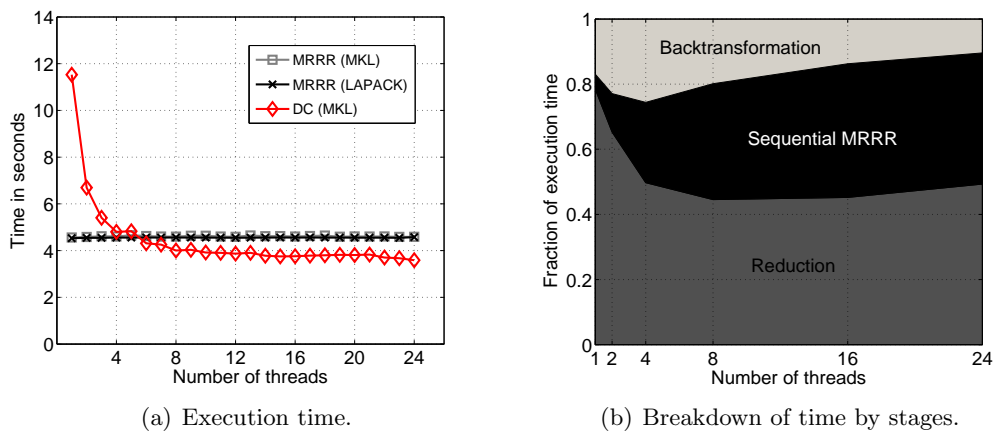 14
12
10
8
6
4
2
0
Time in seconds
MRRR (MKL)
MRRR (LAPACK)
DC (MKL)
4 8 12 16 20 24
Number of threads
(a) Execution time.
1
0.8
0.6
0.4
0.2
0
Fraction of execution time
Backtransformation
Sequential MRRR
Reduction
1 2 4 8 16 24
Number of threads
(b) Breakdown of time by stages.